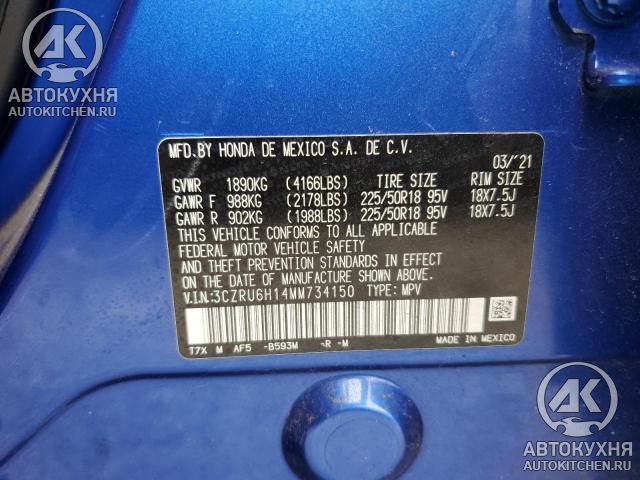 AK
АВТОКУХНЯ
AUTOKITCHEN.RU
MFD.BY HONDA DE MEXICO S.A. DE C.V.
03/'21
GVWR 1890KG (4166LBS) TIRE SIZE RIM SIZE
GAWR F 988KG (2178LBS) 225/50R18 95V 18X7.5J
GAWR R 902KG (1988LBS) 225/50R18 95V 18X7.5J
THIS VEHICLE CONFORMS TO ALL APPLICABLE
FEDERAL MOTOR VEHICLE SAFETY
AND THEFT PREVENTION STANDARDS IN EFFECT
ON THE DATE OF MANUFACTURE SHOWN ABOVE.
V.I.N:3CZRU6H14MM734150 TYPE: MPV
T7X M AF5 -B593M -R -M MADE IN MEXICO
AK
АВТОКУХНЯ
AUTOKITCHEN.RU